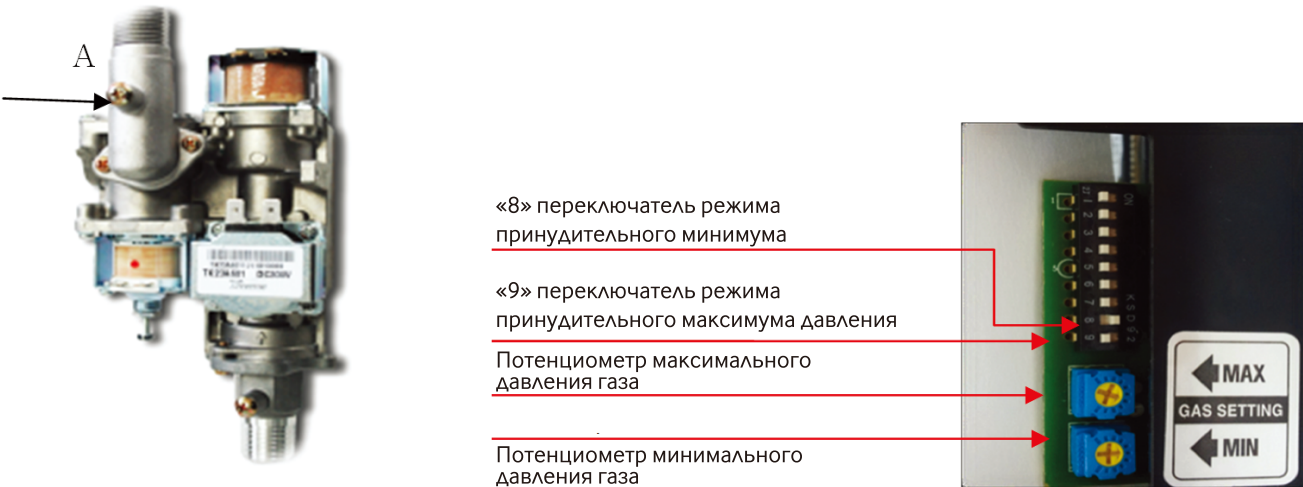 A
«8» переключатель режима
принудительного минимума
«9» переключатель режима
принудительного максимума давления
Потенциометр максимального
давления газа
Потенциометр минимального
давления газа
ON
1
2
3
4
5
6
7
8
9
KSD92
MAX
GAS SETTING
MIN